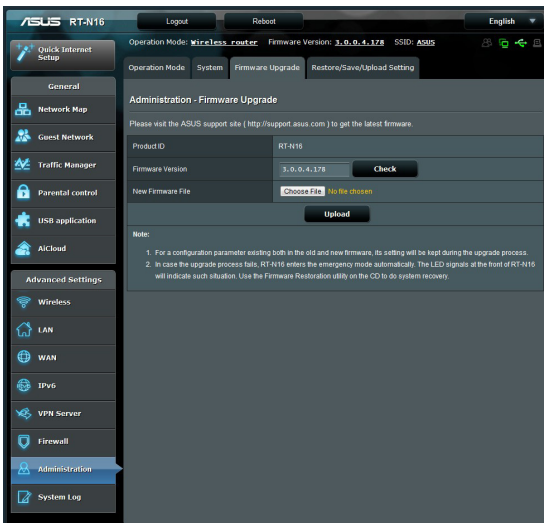 ASUS RT-N16
Logout
Reboot
English
Operation Mode: Wireless router Firmware Version: 3.0.0.4.178 SSID: ASUS
Quick Internet
Setup
Operation Mode
System
Firmware Upgrade
Restore/Save/Upload Setting
General
Network Map
Guest Network
Traffic Manager
Parental control
USB application
AiCloud
Advanced Settings
Wireless
LAN
WAN
IPv6
VPN Server
Firewall
Administration
System Log
Administration - Firmware Upgrade
Please visit the ASUS support site ( http://support.asus.com ) to get the latest firmware.
Product ID RT-N16
Firmware Version 3.0.0.4.178 Check
New Firmware File Choose File No file chosen
Upload
Note:
1. For a configuration parameter existing both in the old and new firmware, its setting will be kept during the upgrade process.
2. In case the upgrade process fails, RT-N16 enters the emergency mode automatically. The LED signals at the front of RT-N16
will indicate such situation. Use the Firmware Restoration utility on the CD to do system recovery.